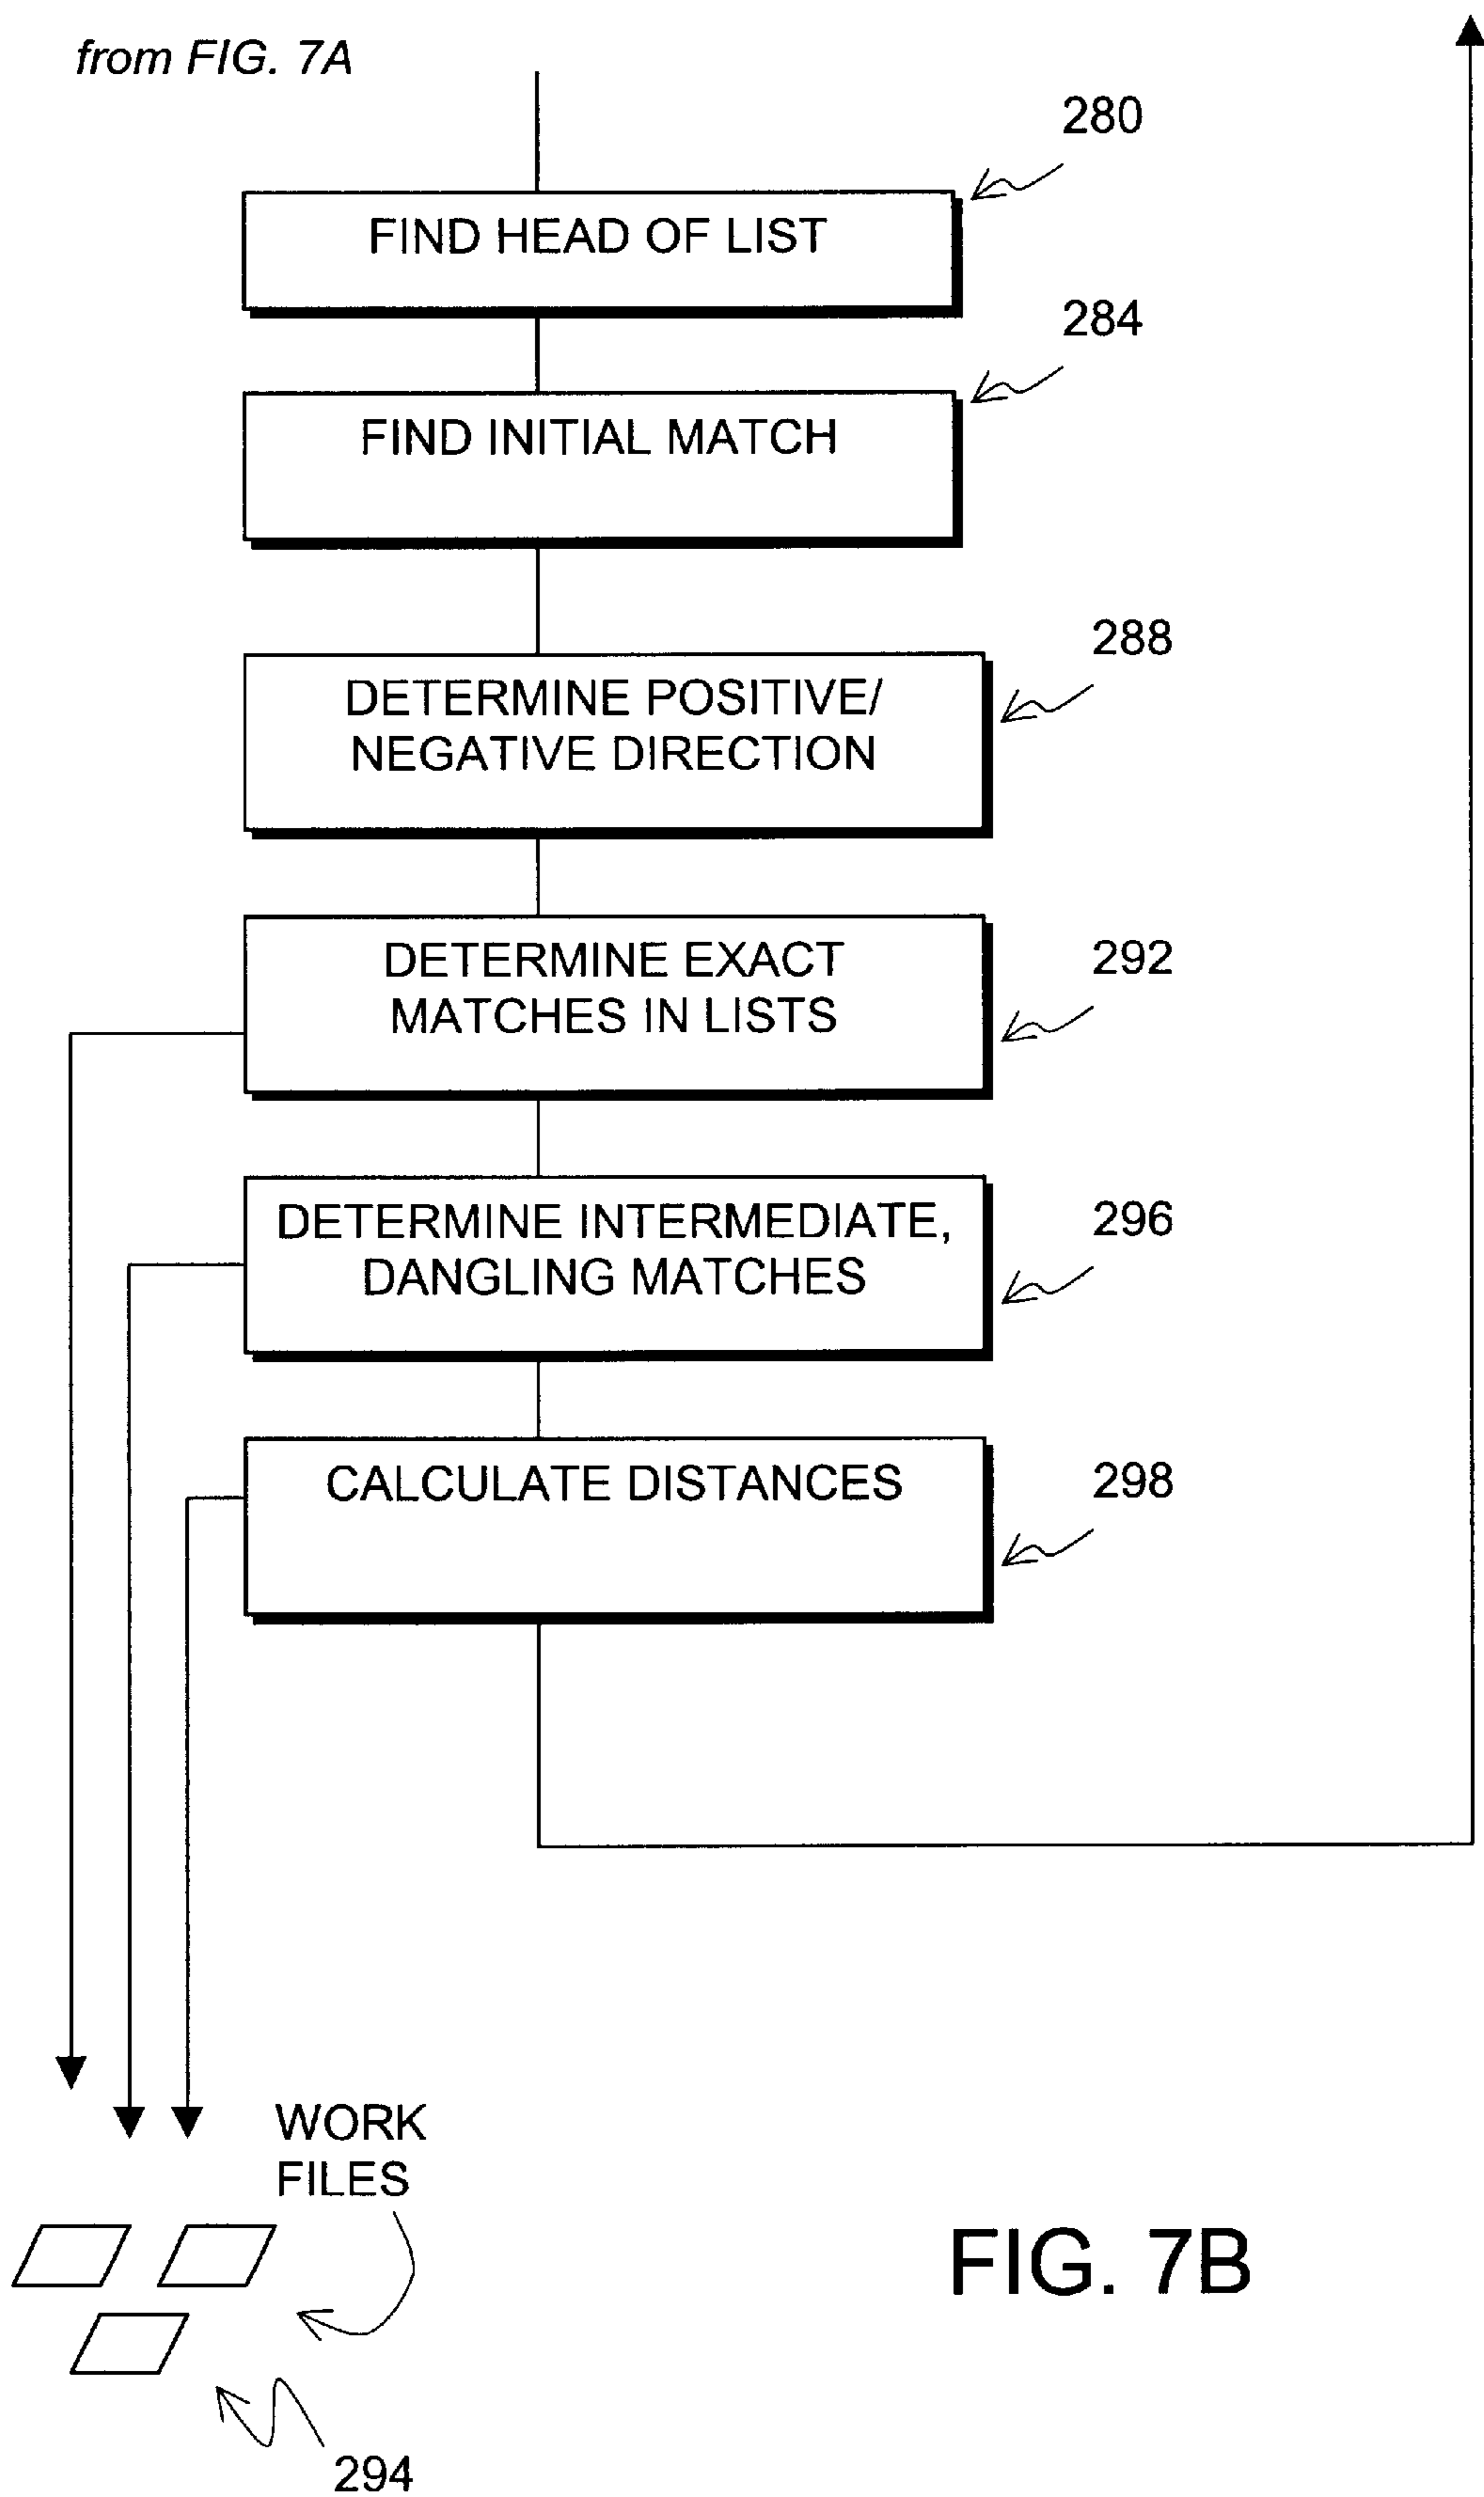 from FIG. 7A
280
FIND HEAD OF LIST
284
FIND INITIAL MATCH
288
DETERMINE POSITIVE/
NEGATIVE DIRECTION
292
DETERMINE EXACT
MATCHES IN LISTS
296
DETERMINE INTERMEDIATE,
DANGLING MATCHES
298
CALCULATE DISTANCES
WORK
FILES
FIG. 7B
294